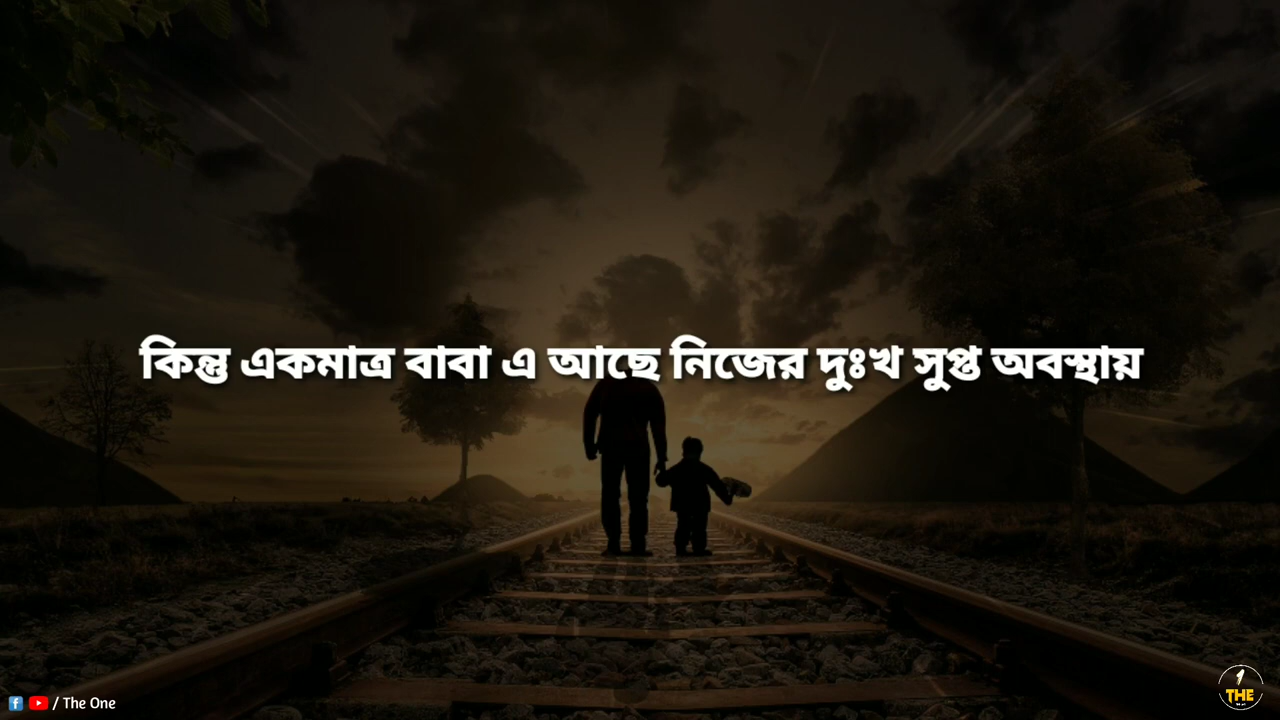 কিন্তু একমাত্র বাবা এ আছে নিজের দুঃখ সুপ্ত অবস্থায়
/ The One
THE